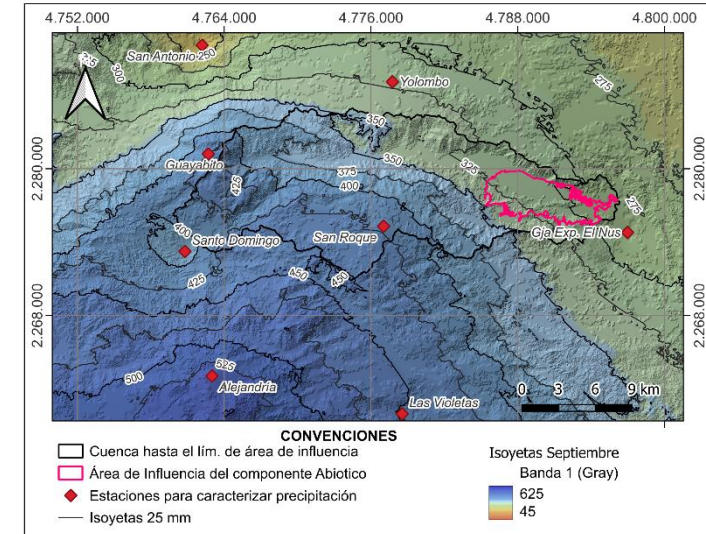 4.752.000 4.764.000 4.776.000 4.788.000 4.800.000
San Antonio 250
300
Yolombo
275
350
275
Guayabito
350
325
375
2.280.000 2.280.000
425
400
275
400
Santo Domingo
San Roque
Gja Exp. El Nus
425
450
450
2.268.000 2.268.000
525
500
Alejandría
0 3 6 9 km
Las Violetas
CONVENCIONES
Cuenca hasta el lím. de área de influencia
Área de Influencia del componente Abiotico
Estaciones para caracterizar precipitación
Isoyetas 25 mm
Isoyetas Septiembre
Banda 1 (Gray)
625
45